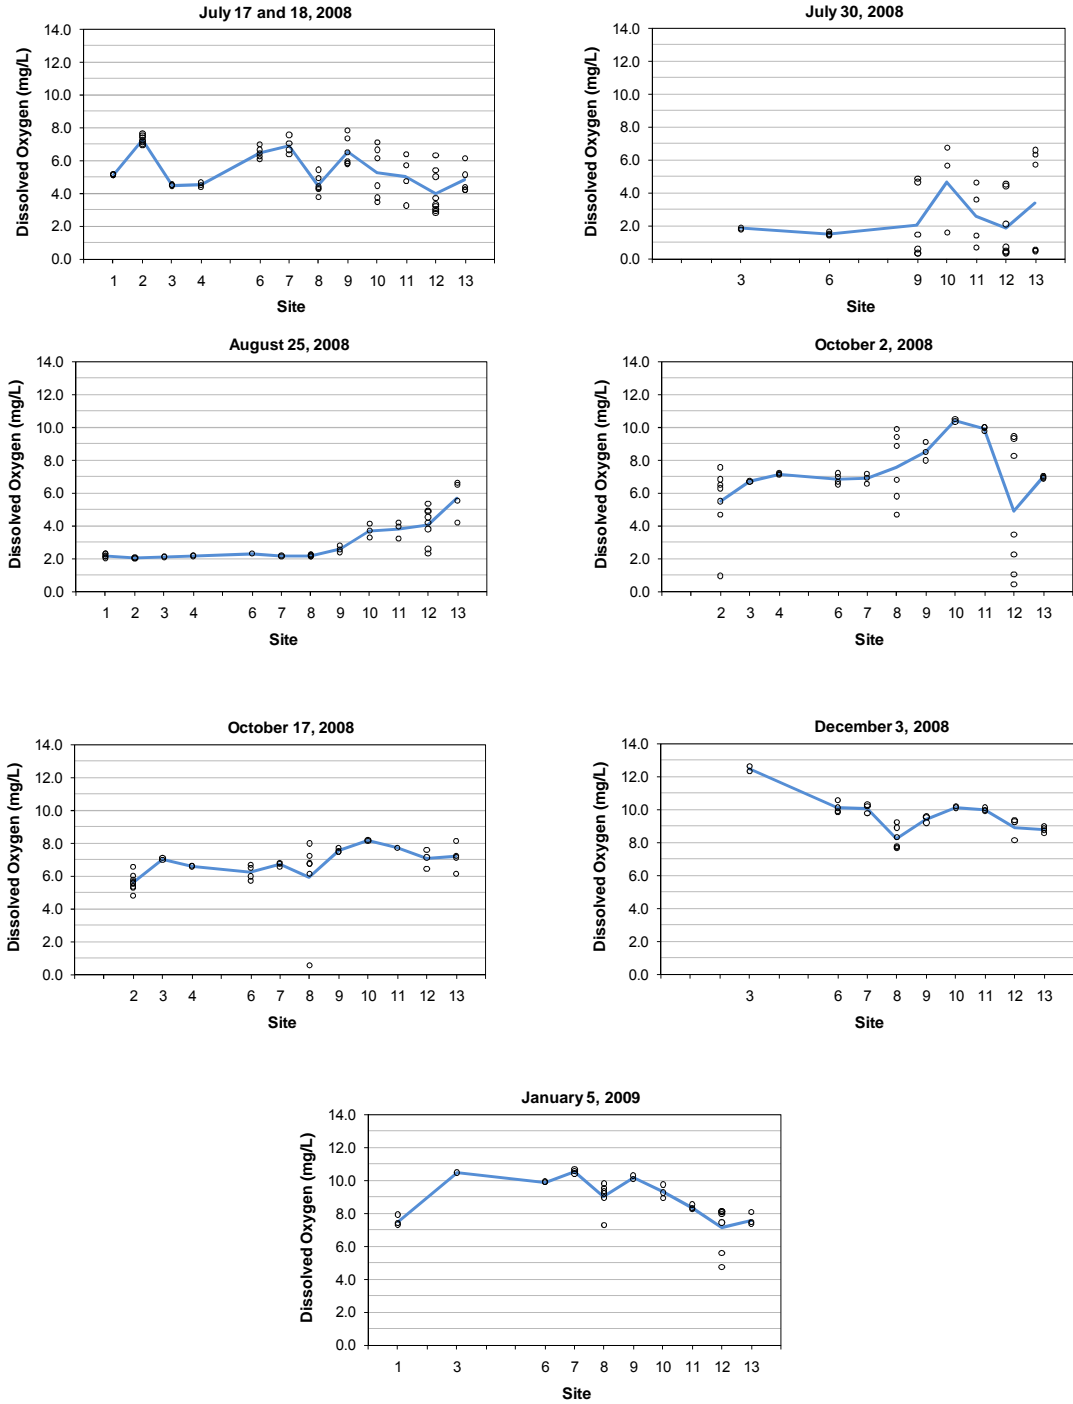 July 17 and 18, 2008
Dissolved Oxygen (mg/L)
14.0
12.0
10.0
8.0
6.0
4.0
2.0
0.0
1 2 3 4 6 7 8 9 10 11 12 13
Site
July 30, 2008
Dissolved Oxygen (mg/L)
14.0
12.0
10.0
8.0
6.0
4.0
2.0
0.0
3 6 9 10 11 12 13
Site
August 25, 2008
Dissolved Oxygen (mg/L)
14.0
12.0
10.0
8.0
6.0
4.0
2.0
0.0
1 2 3 4 6 7 8 9 10 11 12 13
Site
October 2, 2008
Dissolved Oxygen (mg/L)
14.0
12.0
10.0
8.0
6.0
4.0
2.0
0.0
2 3 4 6 7 8 9 10 11 12 13
Site
October 17, 2008
Dissolved Oxygen (mg/L)
14.0
12.0
10.0
8.0
6.0
4.0
2.0
0.0
2 3 4 6 7 8 9 10 11 12 13
Site
December 3, 2008
Dissolved Oxygen (mg/L)
14.0
12.0
10.0
8.0
6.0
4.0
2.0
0.0
3 6 7 8 9 10 11 12 13
Site
January 5, 2009
Dissolved Oxygen (mg/L)
14.0
12.0
10.0
8.0
6.0
4.0
2.0
0.0
1 3 6 7 8 9 10 11 12 13
Site